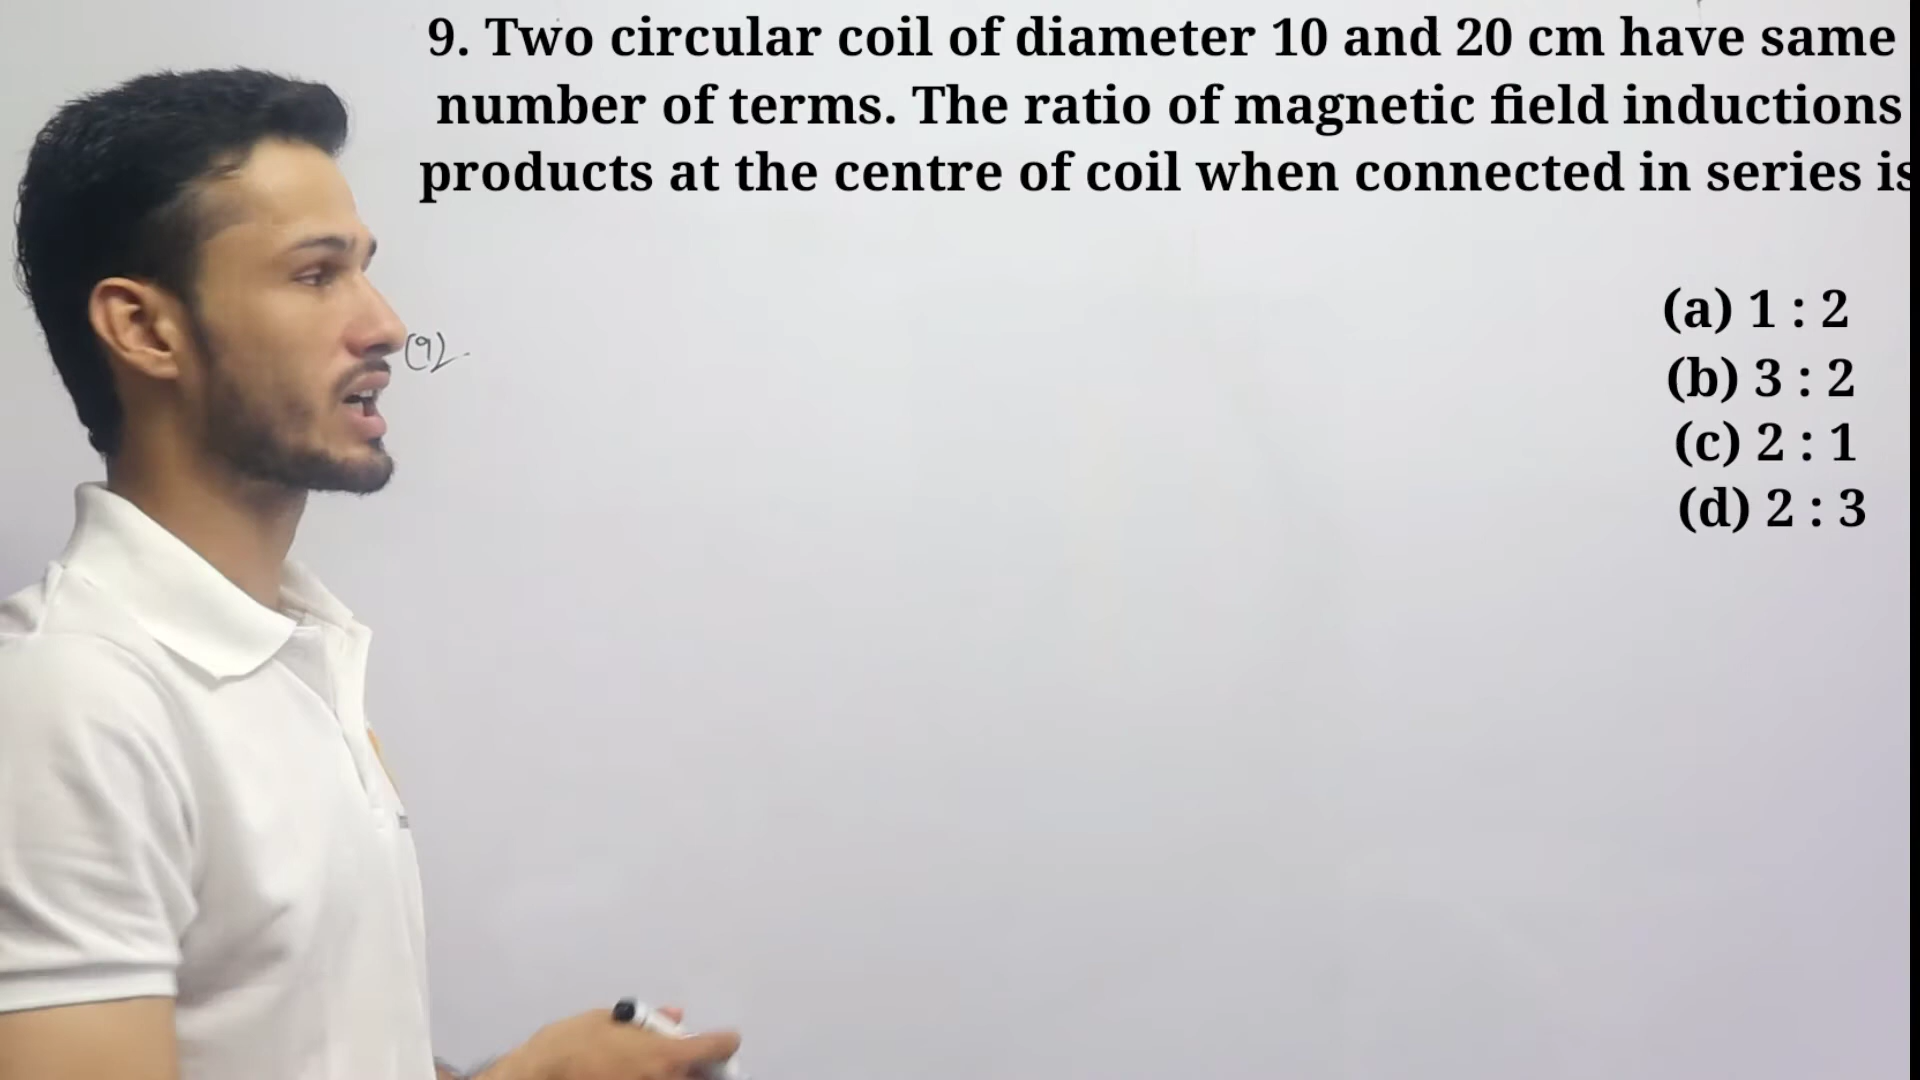 9. Two circular coil of diameter 10 and 20 cm have same
number of terms. The ratio of magnetic field inductions
products at the centre of coil when connected in series is
(a) 1 : 2
(b) 3 : 2
(c) 2 : 1
(d) 2 : 3
(9)